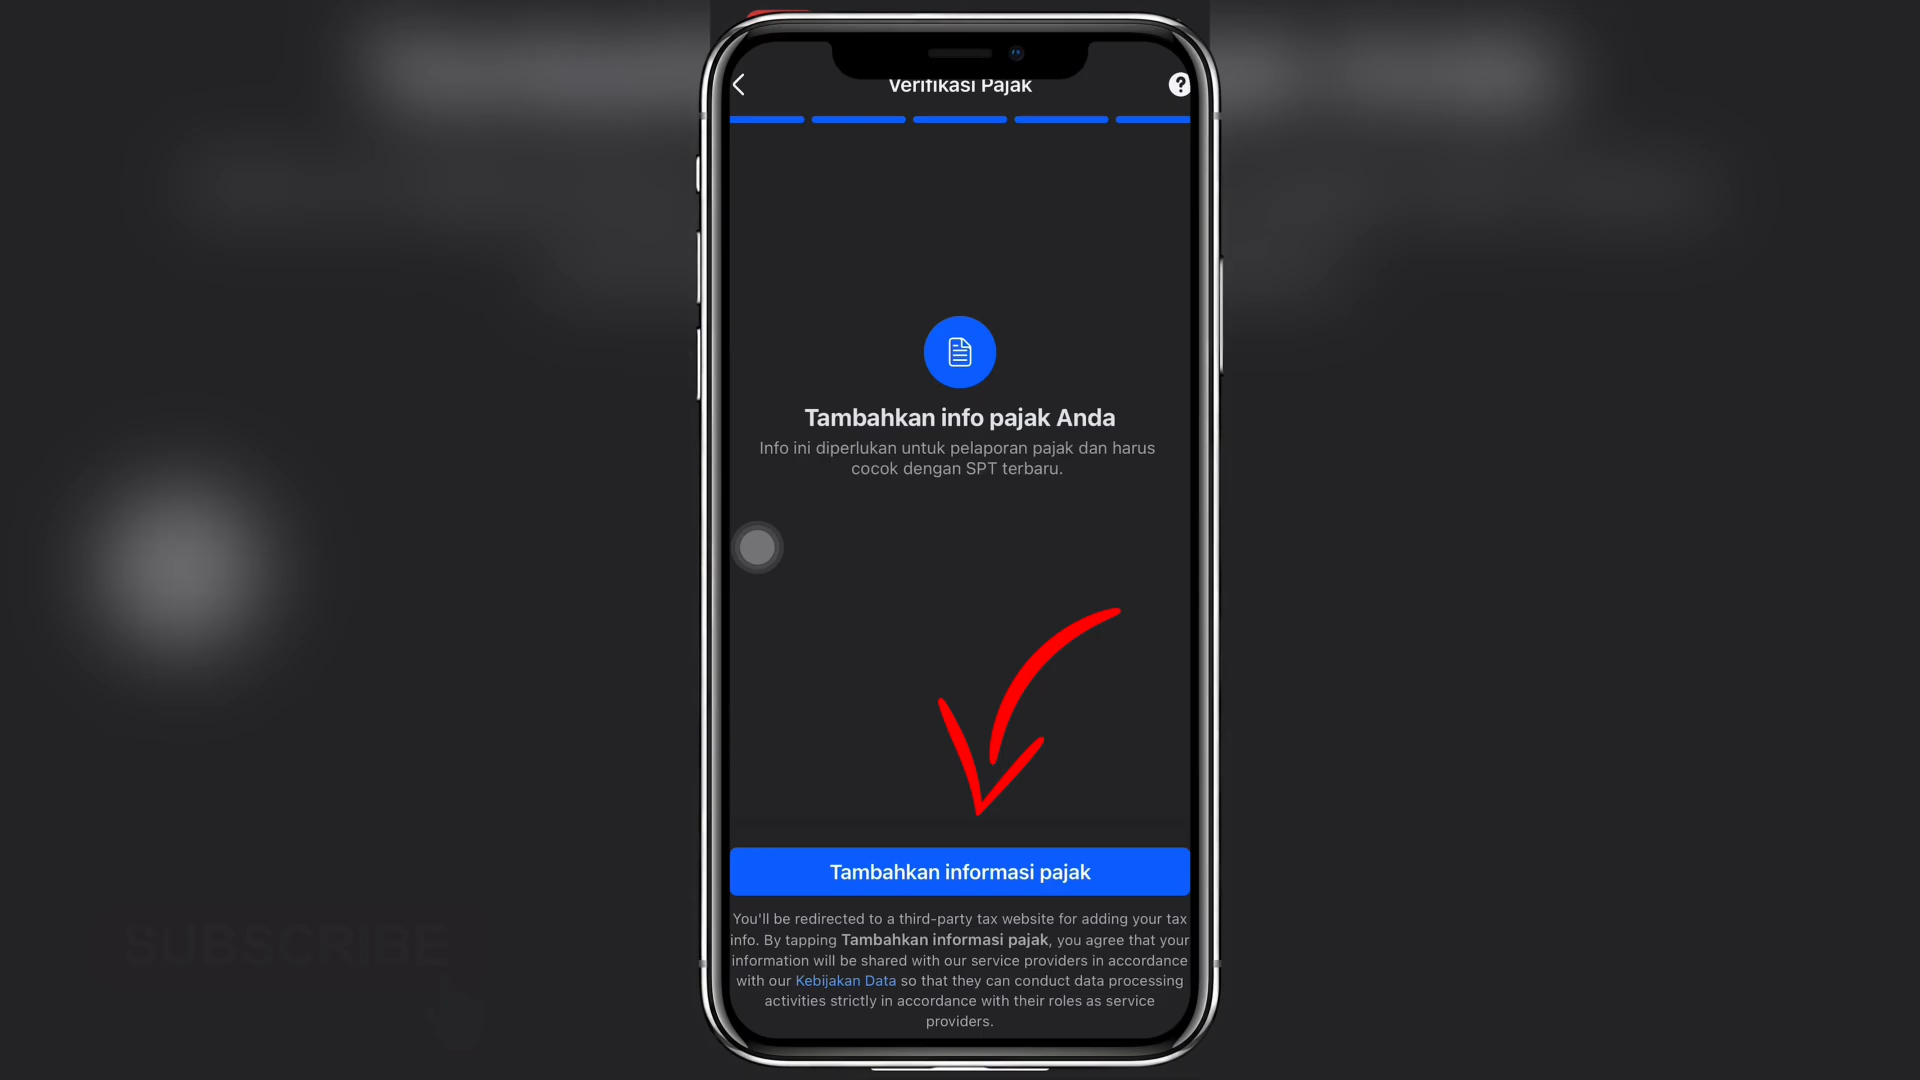 Verifikasi Pajak
?
Tambahkan info pajak Anda
Info ini diperlukan untuk pelaporan pajak dan harus
cocok dengan SPT terbaru.
Tambahkan informasi pajak
You'll be redirected to a third-party tax website for adding your tax
info. By tapping Tambahkan informasi pajak, you agree that your
information will be shared with our service providers in accordance
with our Kebijakan Data so that they can conduct data processing
activities strictly in accordance with their roles as service
providers.
SUBSCRIBE